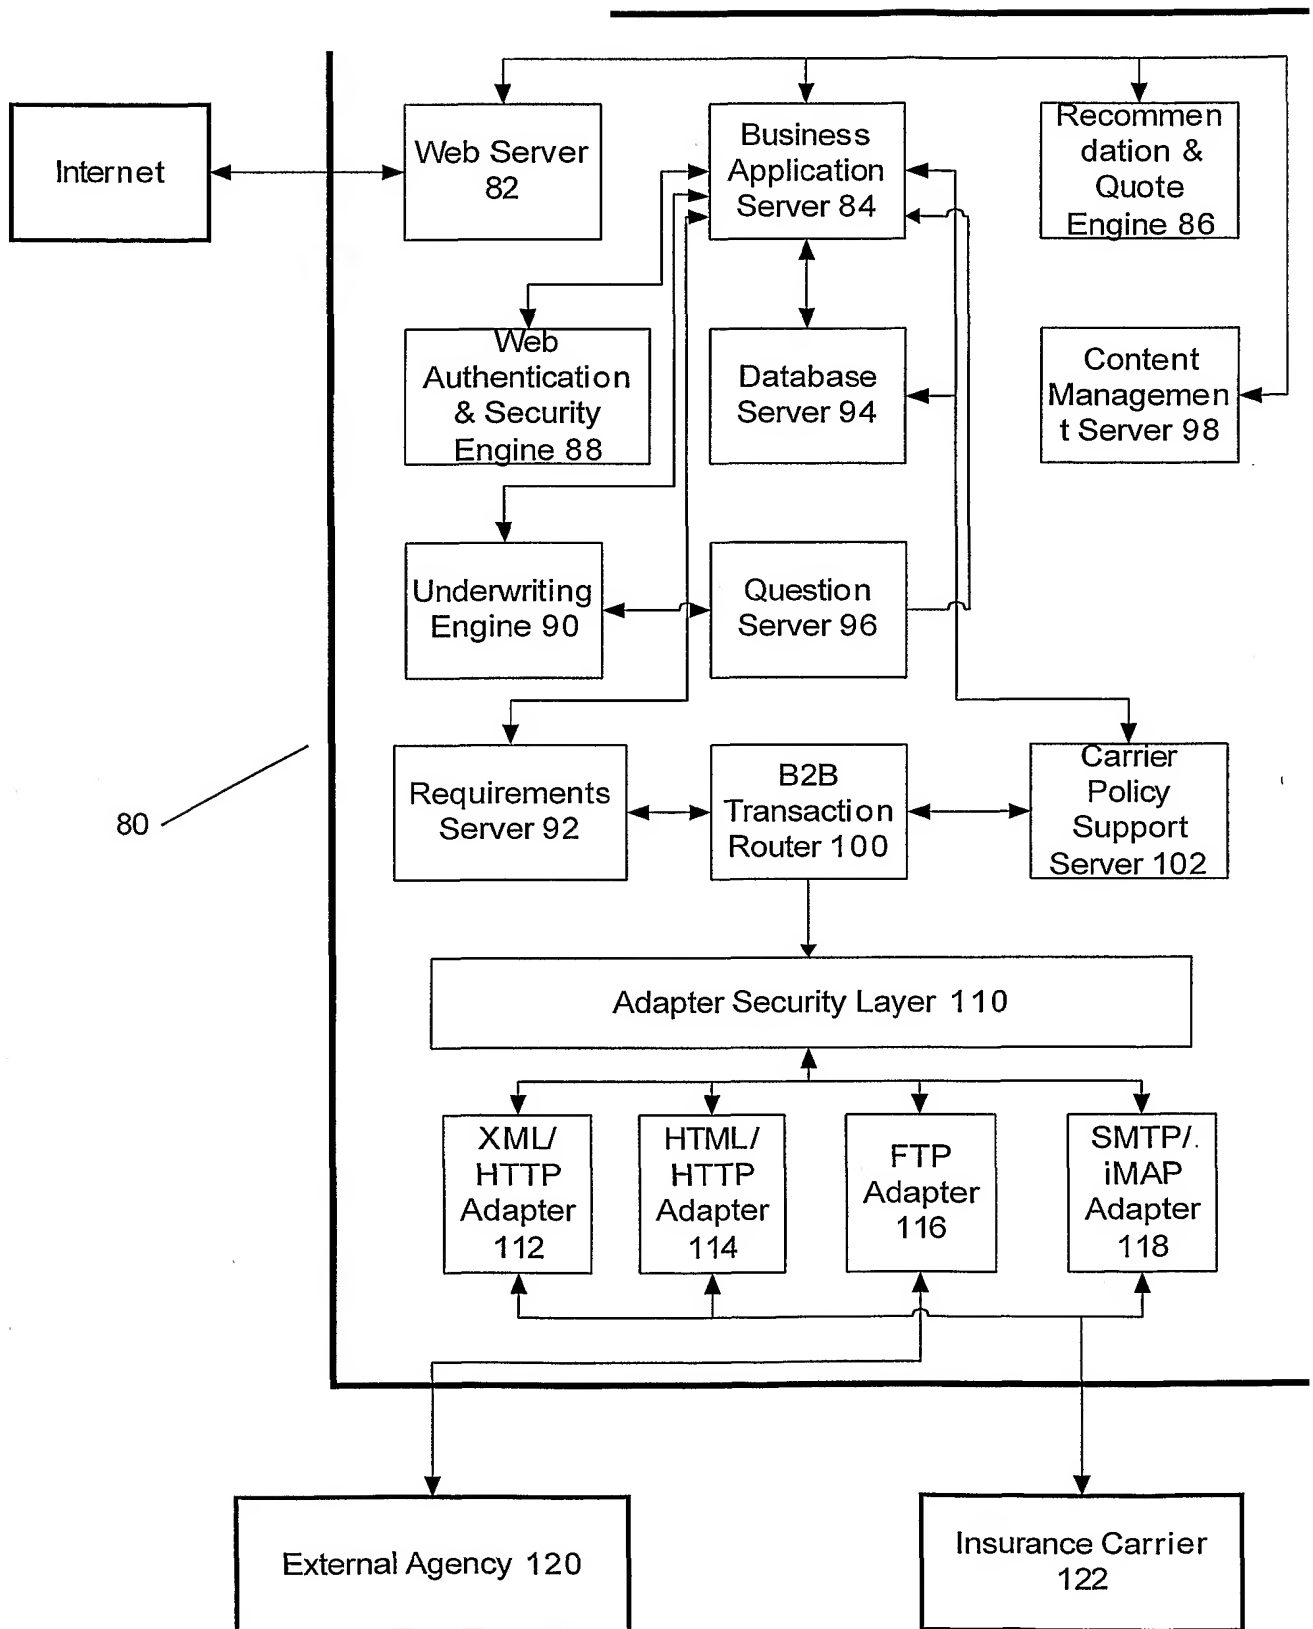 Internet
Web Server
82
Business
Application
Server 84
Recommen
dation &
Quote
Engine 86
Web
Authentication
& Security
Engine 88
Database
Server 94
Content
Managemen
t Server 98
Underwriting
Engine 90
Question
Server 96
80
Requirements
Server 92
B2B
Transaction
Router 100
Carrier
Policy
Support
Server 102
Adapter Security Layer 110
XML/
HTTP
Adapter
112
HTML/
HTTP
Adapter
114
FTP
Adapter
116
SMTP/.
iMAP
Adapter
118
External Agency 120
Insurance Carrier
122